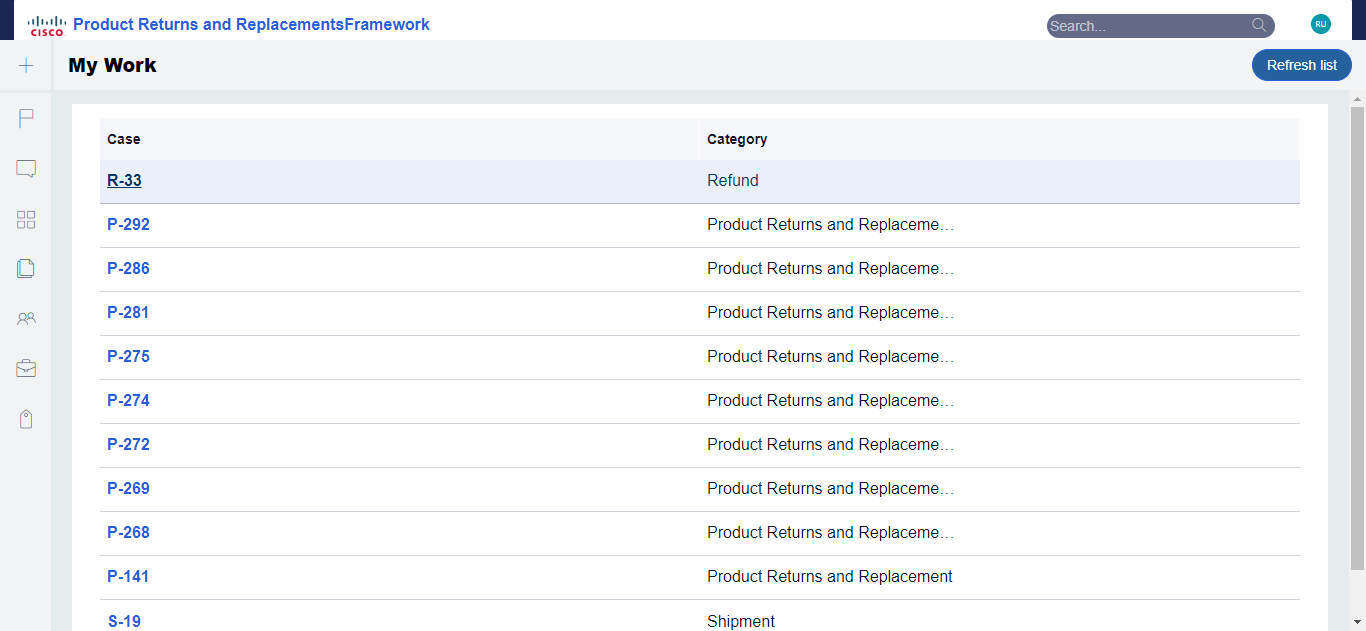 CISCO Product Returns and ReplacementsFramework
Search...
RU
My Work
Refresh list
Case Category
R-33 Refund
P-292 Product Returns and Replaceme…
P-286 Product Returns and Replaceme…
P-281 Product Returns and Replaceme…
P-275 Product Returns and Replaceme…
P-274 Product Returns and Replaceme…
P-272 Product Returns and Replaceme…
P-269 Product Returns and Replaceme…
P-268 Product Returns and Replaceme…
P-141 Product Returns and Replacement
S-19 Shipment